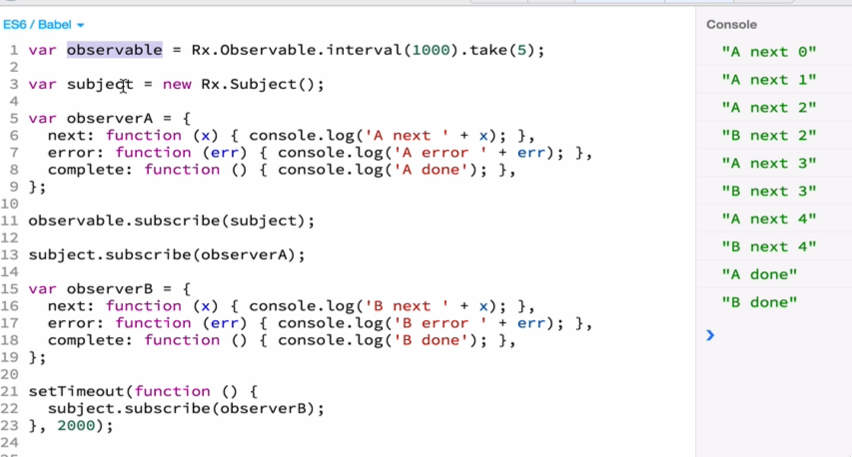 ES6 / Babel
Console
1 var observable = Rx.Observable.interval(1000).take(5);
2
3 var subject = new Rx.Subject();
4
5 var observerA = {
6   next: function (x) { console.log('A next ' + x); },
7   error: function (err) { console.log('A error ' + err); },
8   complete: function () { console.log('A done'); },
9 };
10
11 observable.subscribe(subject);
12
13 subject.subscribe(observerA);
14
15 var observerB = {
16   next: function (x) { console.log('B next ' + x); },
17   error: function (err) { console.log('B error ' + err); },
18   complete: function () { console.log('B done'); },
19 };
20
21 setTimeout(function () {
22   subject.subscribe(observerB);
23 }, 2000);
24
"A next 0"
"A next 1"
"A next 2"
"B next 2"
"A next 3"
"B next 3"
"A next 4"
"B next 4"
"A done"
"B done"